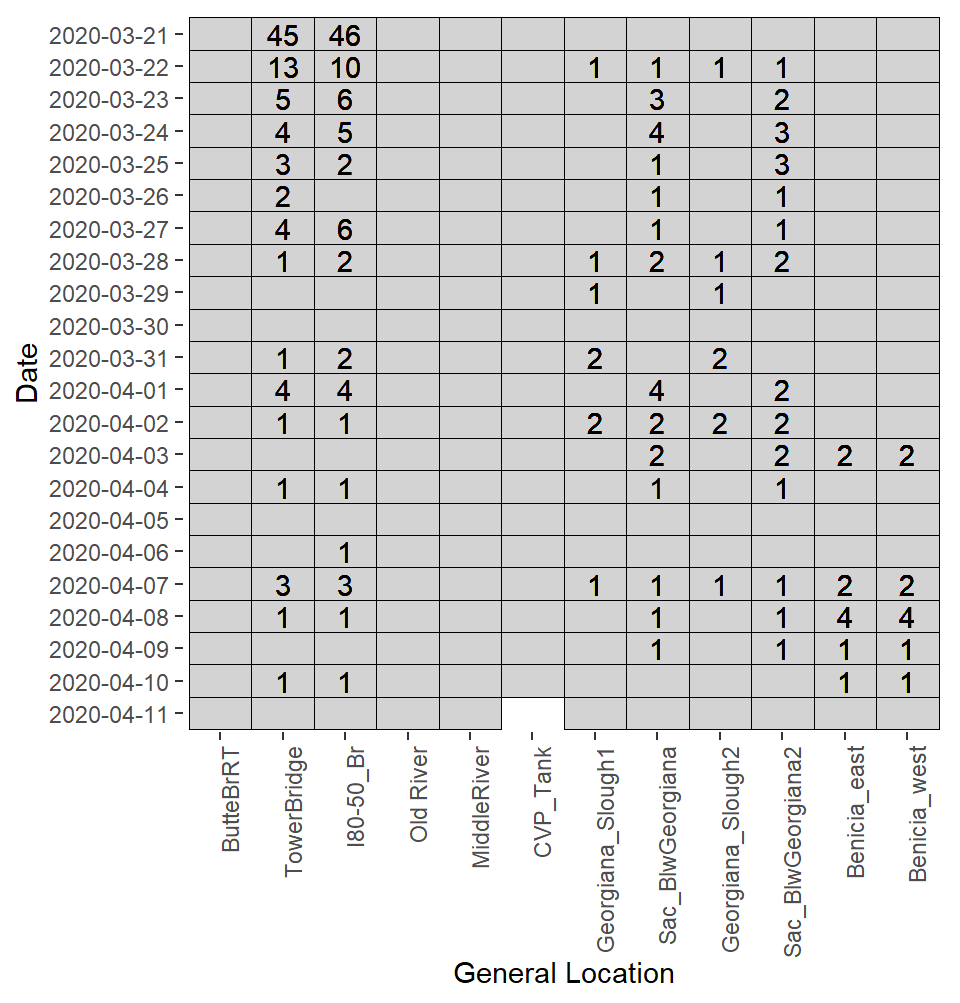 2020-03-21 45 46
2020-03-22 13 10 1 1 1 1
2020-03-23 5 6 3 2
2020-03-24 4 5 4 3
2020-03-25 3 2 1 3
2020-03-26 2 1 1
2020-03-27 4 6 1 1
2020-03-28 1 2 1 2 1 2
2020-03-29 1 1
2020-03-30
2020-03-31 1 2 2 2
2020-04-01 4 4 4 2
2020-04-02 1 1 2 2 2 2
2020-04-03 2 2 2 2
2020-04-04 1 1 1 1
2020-04-05
2020-04-06 1
2020-04-07 3 3 1 1 1 1 2 2
2020-04-08 1 1 1 1 4 4
2020-04-09 1 1 1 1
2020-04-10 1 1 1 1
2020-04-11
Date
ButteBrRT
TowerBridge
I80-50_Br
Old River
MiddleRiver
CVP_Tank
Georgiana_Slough1
Sac_BlwGeorgiana
Georgiana_Slough2
Sac_BlwGeorgiana2
Benicia_east
Benicia_west
General Location